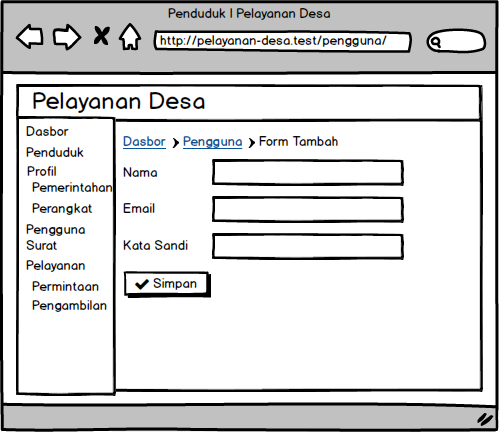 Penduduk | Pelayanan Desa
http://pelayanan-desa.test/pengguna/
Pelayanan Desa
Dasbor
Penduduk
Profil
Pemerintahan
Perangkat
Pengguna
Surat
Pelayanan
Permintaan
Pengambilan
Dasbor > Pengguna > Form Tambah
Nama
Email
Kata Sandi
Simpan